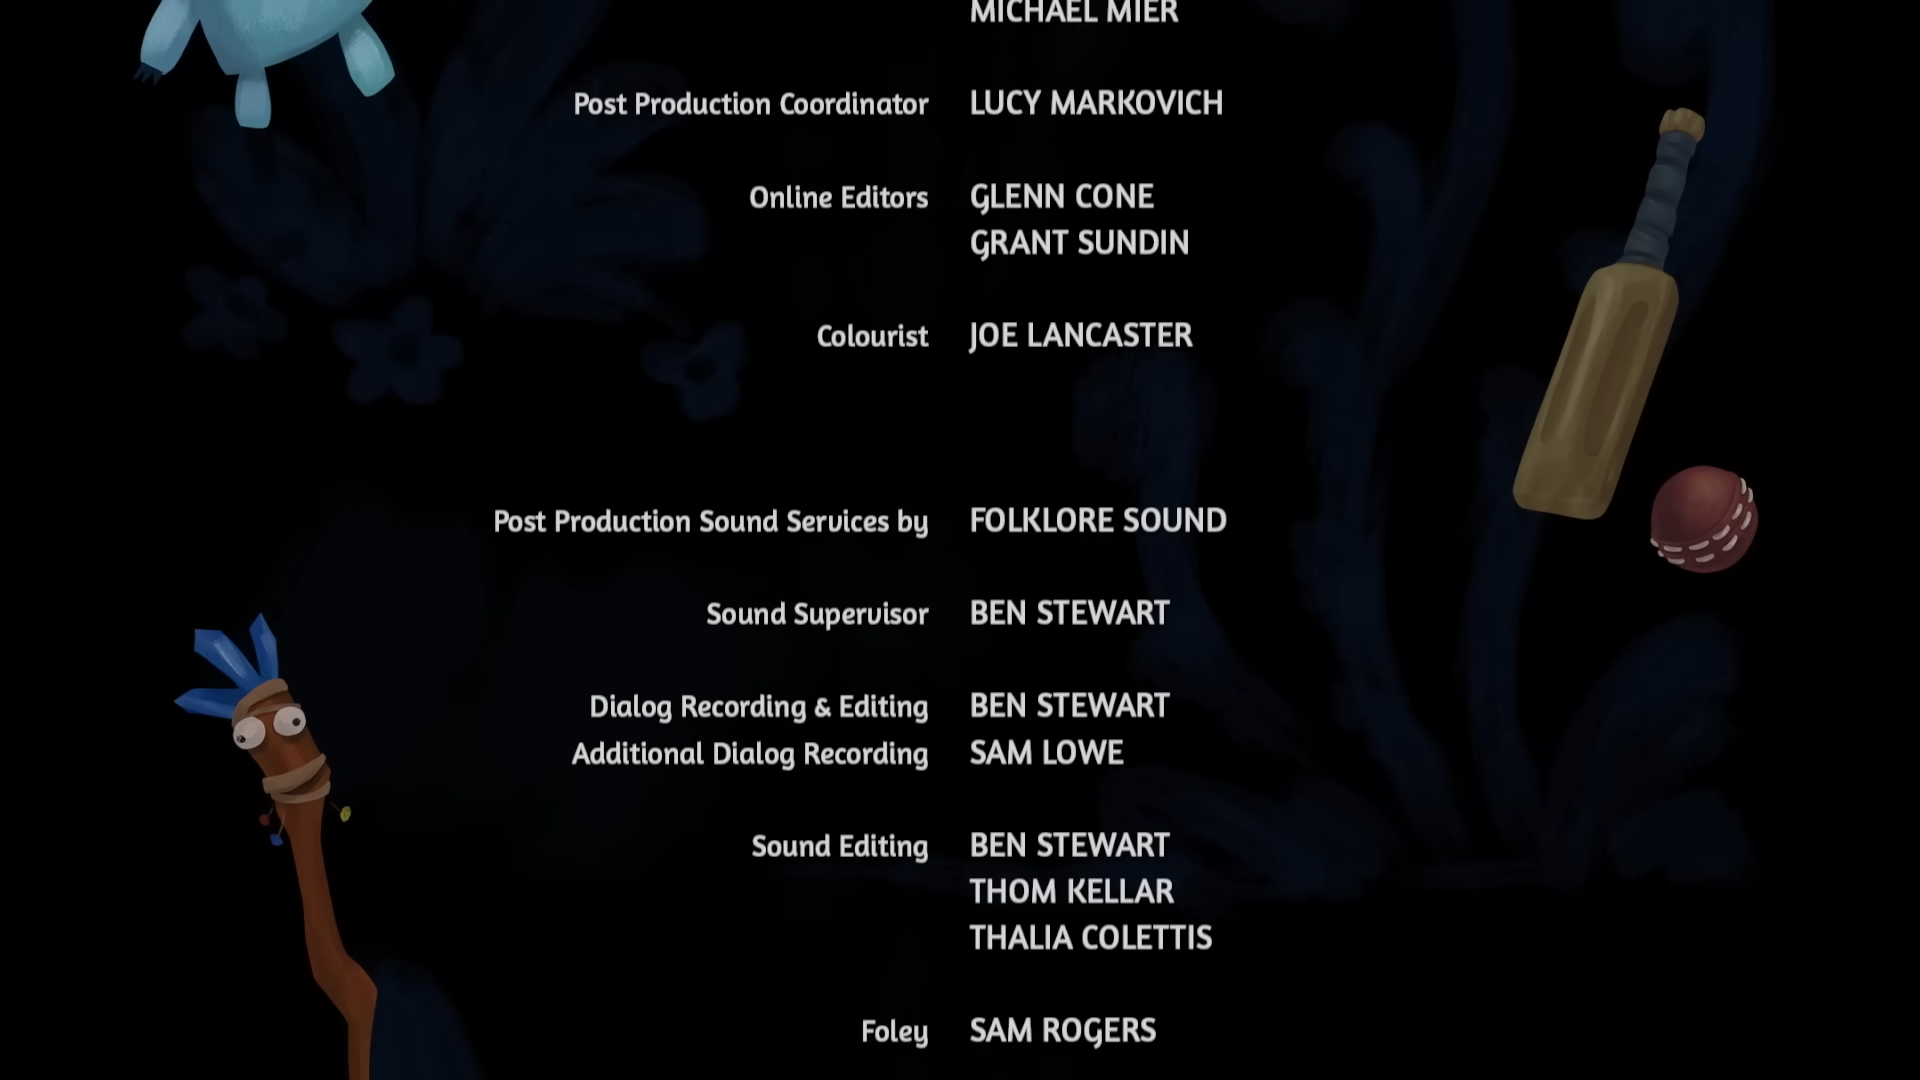 MICHAEL MIER
Post Production Coordinator LUCY MARKOVICH
Online Editors GLENN CONE
GRANT SUNDIN
Colourist JOE LANCASTER
Post Production Sound Services by FOLKLORE SOUND
Sound Supervisor BEN STEWART
Dialog Recording & Editing BEN STEWART
Additional Dialog Recording SAM LOWE
Sound Editing BEN STEWART
THOM KELLAR
THALIA COLETTIS
Foley SAM ROGERS